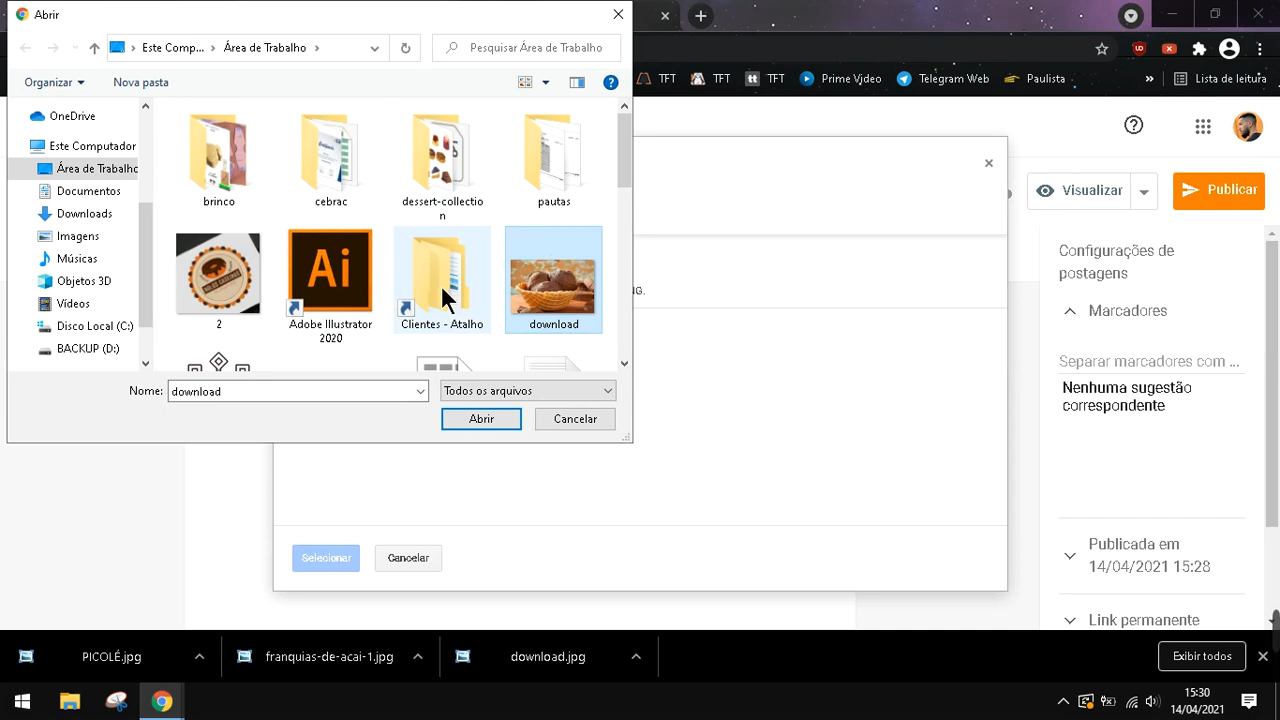 Abrir
Este Comp... Área de Trabalho
Pesquisar Área de Trabalho
TFT
TFT
TFT
Prime Vídeo
Telegram Web
Paulista
»
Lista de leitura
Organizar
Nova pasta
OneDrive
Este Computador
Área de Trabalho
Documentos
Downloads
Imagens
Músicas
Objetos 3D
Vídeos
Disco Local (C:)
BACKUP (D:)
brinco
cebrac
dessert-collectio
n
pautas
2
Ai
Adobe Illustrator
2020
Clientes - Atalho
download
Nome:
download
Todos os arquivos
Abrir
Cancelar
NG.
Selecionar
Cancelar
Visualizar
Publicar
Configurações de
postagens
Marcadores
Separar marcadores com ...
Nenhuma sugestão
correspondente
Publicada em
14/04/2021 15:28
Link permanente
PICOLÉ.jpg
franquias-de-acai-1.jpg
download.jpg
Exibir todos
15:30
14/04/2021